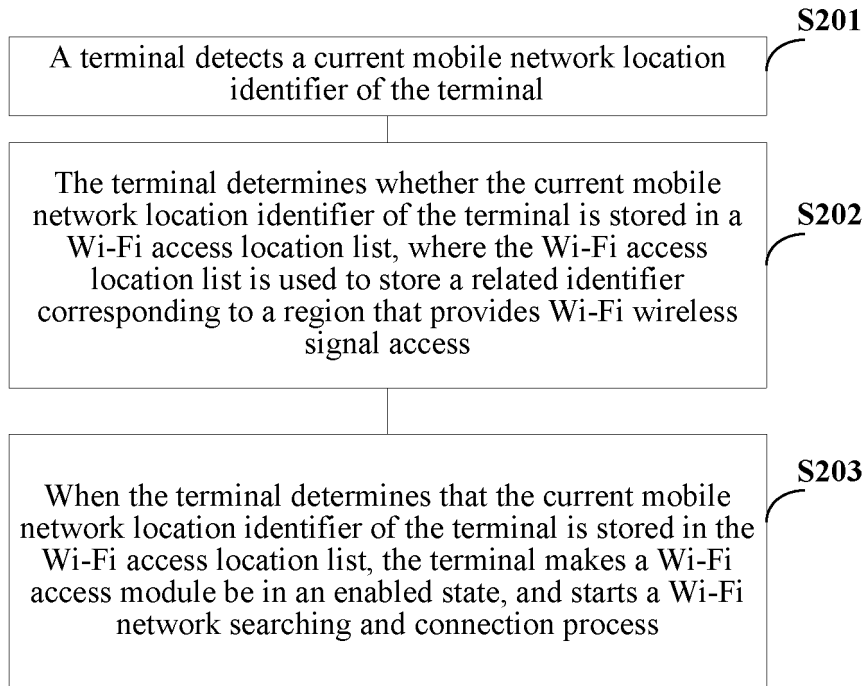 S201
A terminal detects a current mobile network location
identifier of the terminal
S202
The terminal determines whether the current mobile
network location identifier of the terminal is stored in a
Wi-Fi access location list, where the Wi-Fi access
location list is used to store a related identifier
corresponding to a region that provides Wi-Fi wireless
signal access
S203
When the terminal determines that the current mobile
network location identifier of the terminal is stored in the
Wi-Fi access location list, the terminal makes a Wi-Fi
access module be in an enabled state, and starts a Wi-Fi
network searching and connection process